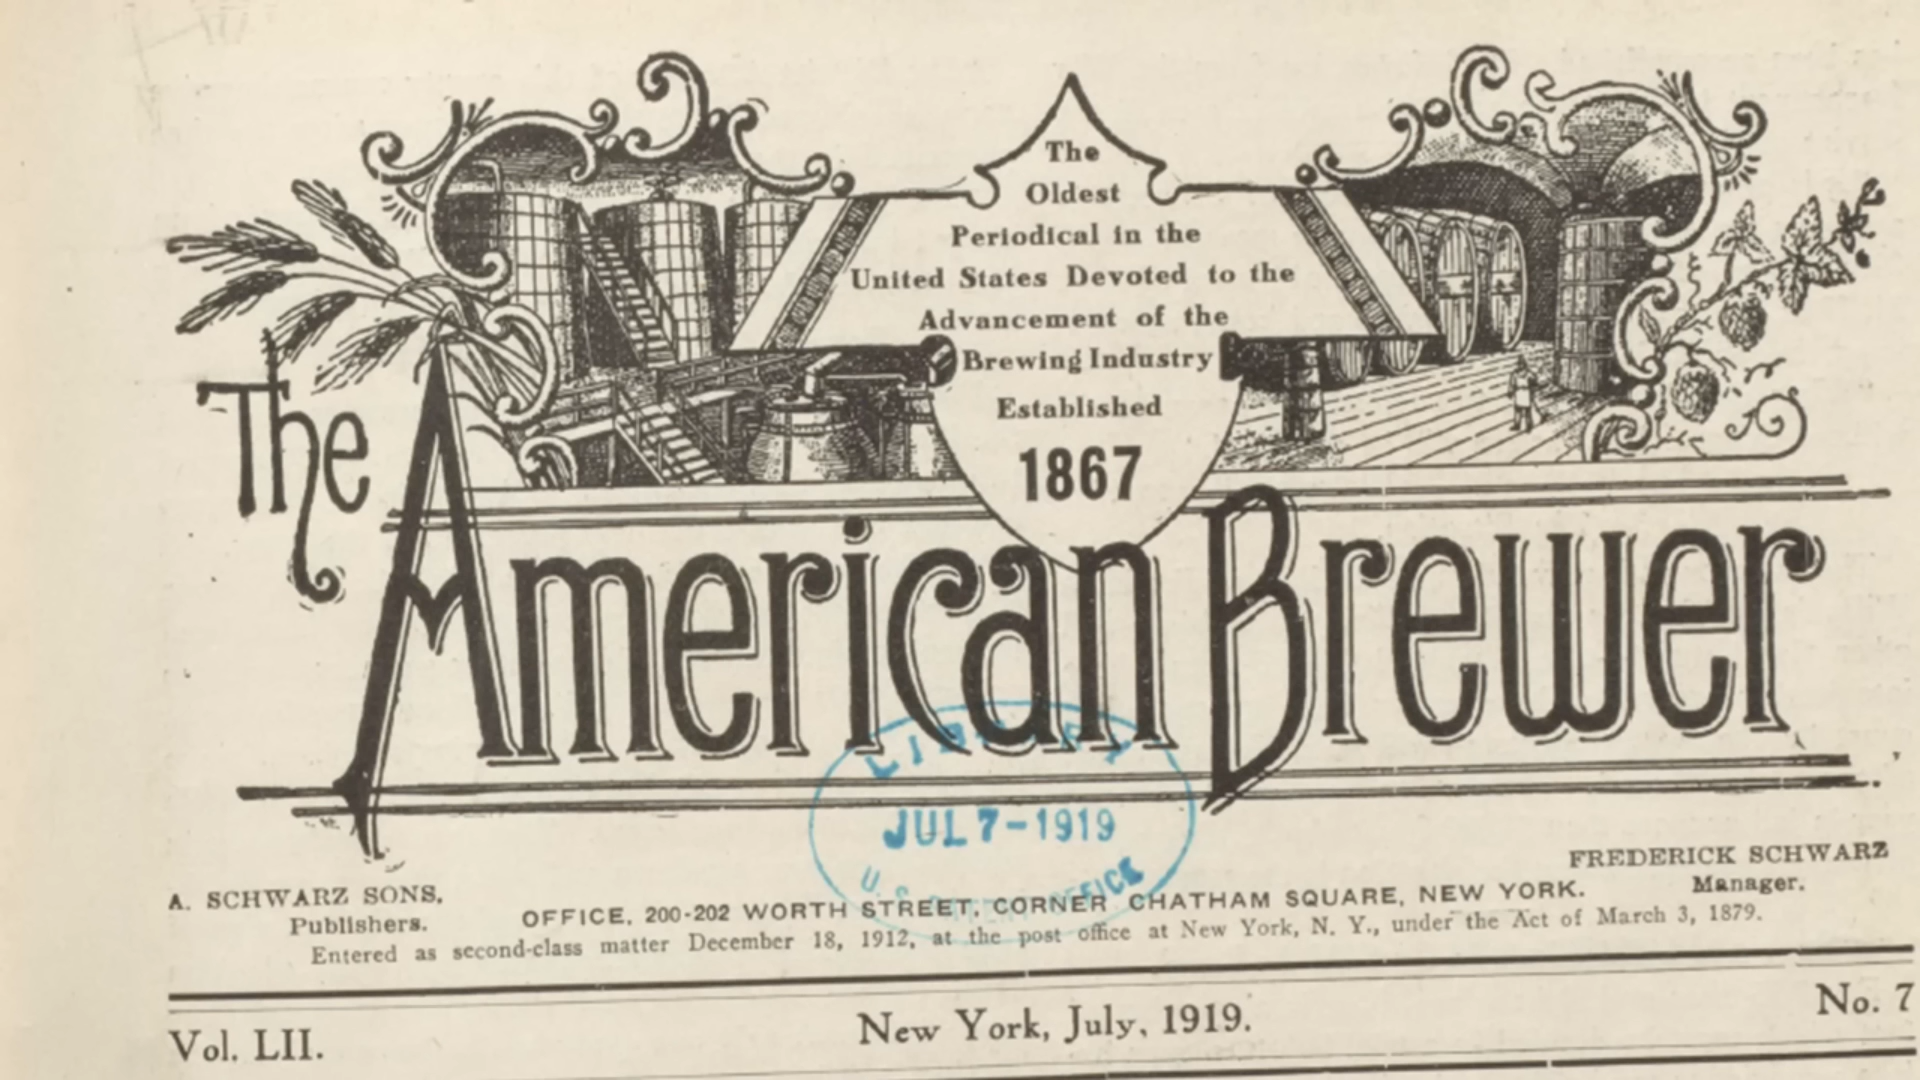 The
Oldest
Periodical in the
United States Devoted to the
Advancement of the
Brewing Industry
Established
1867
The American Brewer
LIBRARY
JUL 7-1919
U.S. PATENT OFFICE
A. SCHWARZ SONS,
Publishers.
OFFICE, 200-202 WORTH STREET, CORNER CHATHAM SQUARE, NEW YORK.
FREDERICK SCHWARZ
Manager.
Entered as second-class matter December 18, 1912, at the post office at New York, N. Y., under the Act of March 3, 1879.
Vol. LII.
New York, July, 1919.
No. 7